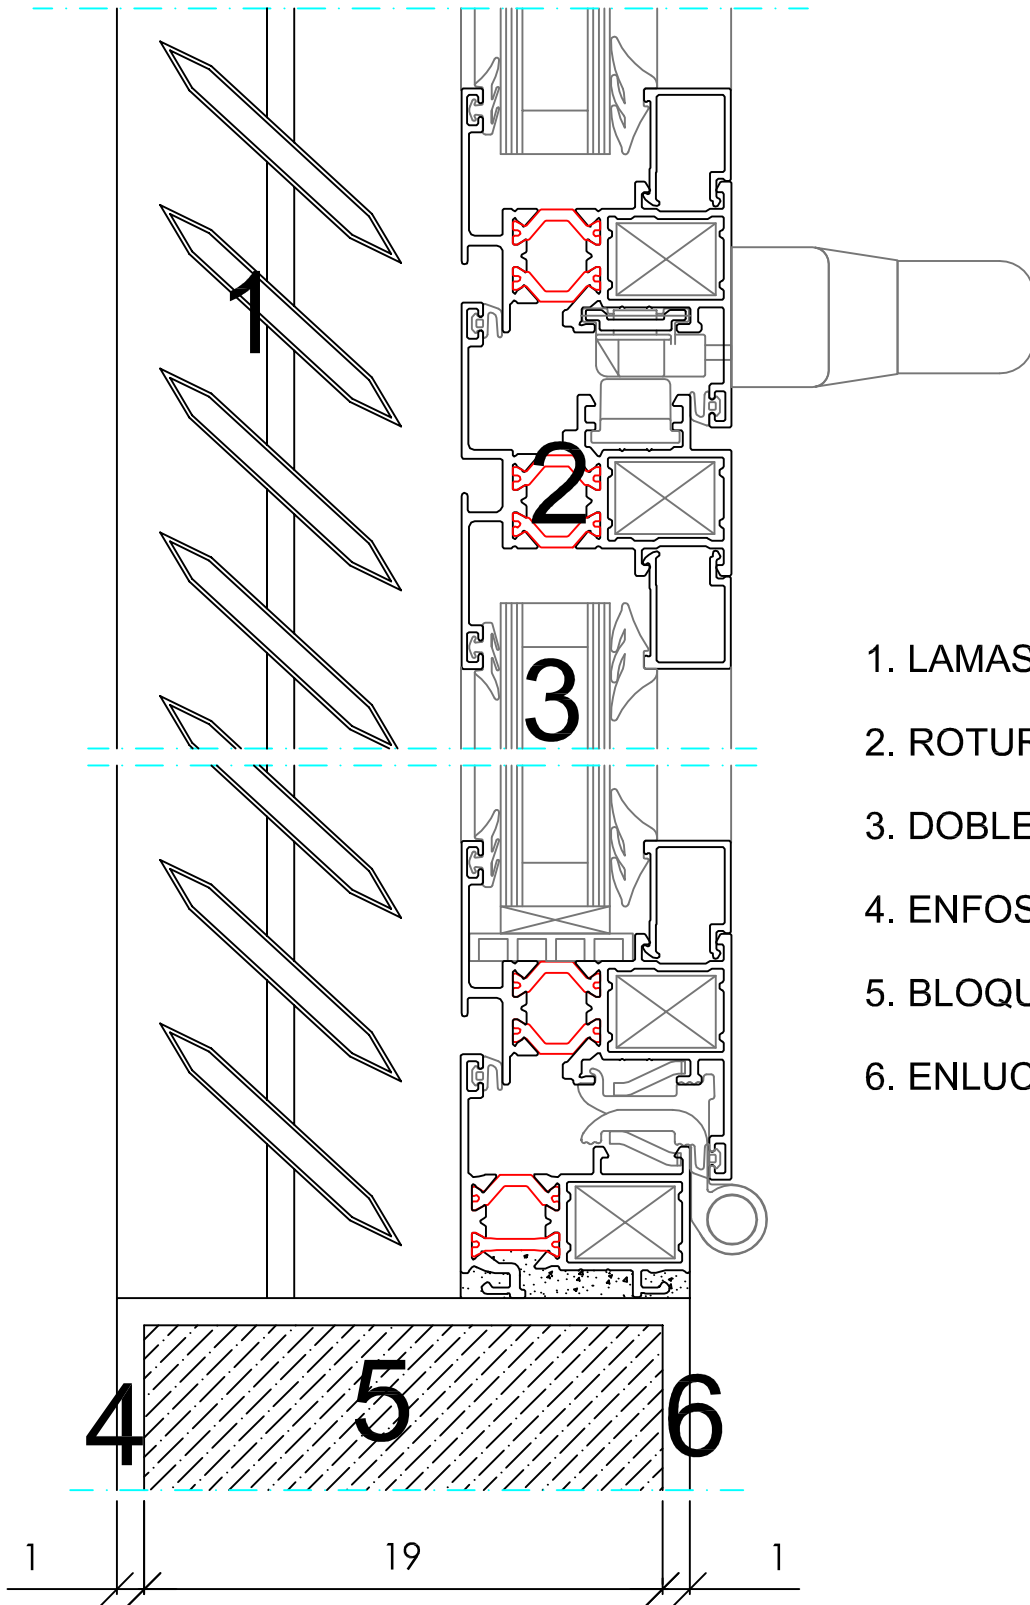 1
2
3
1. LAMAS
2. ROTUR
3. DOBLE
4. ENFOS
5. BLOQU
6. ENLUC
4
5
6
1 19 1